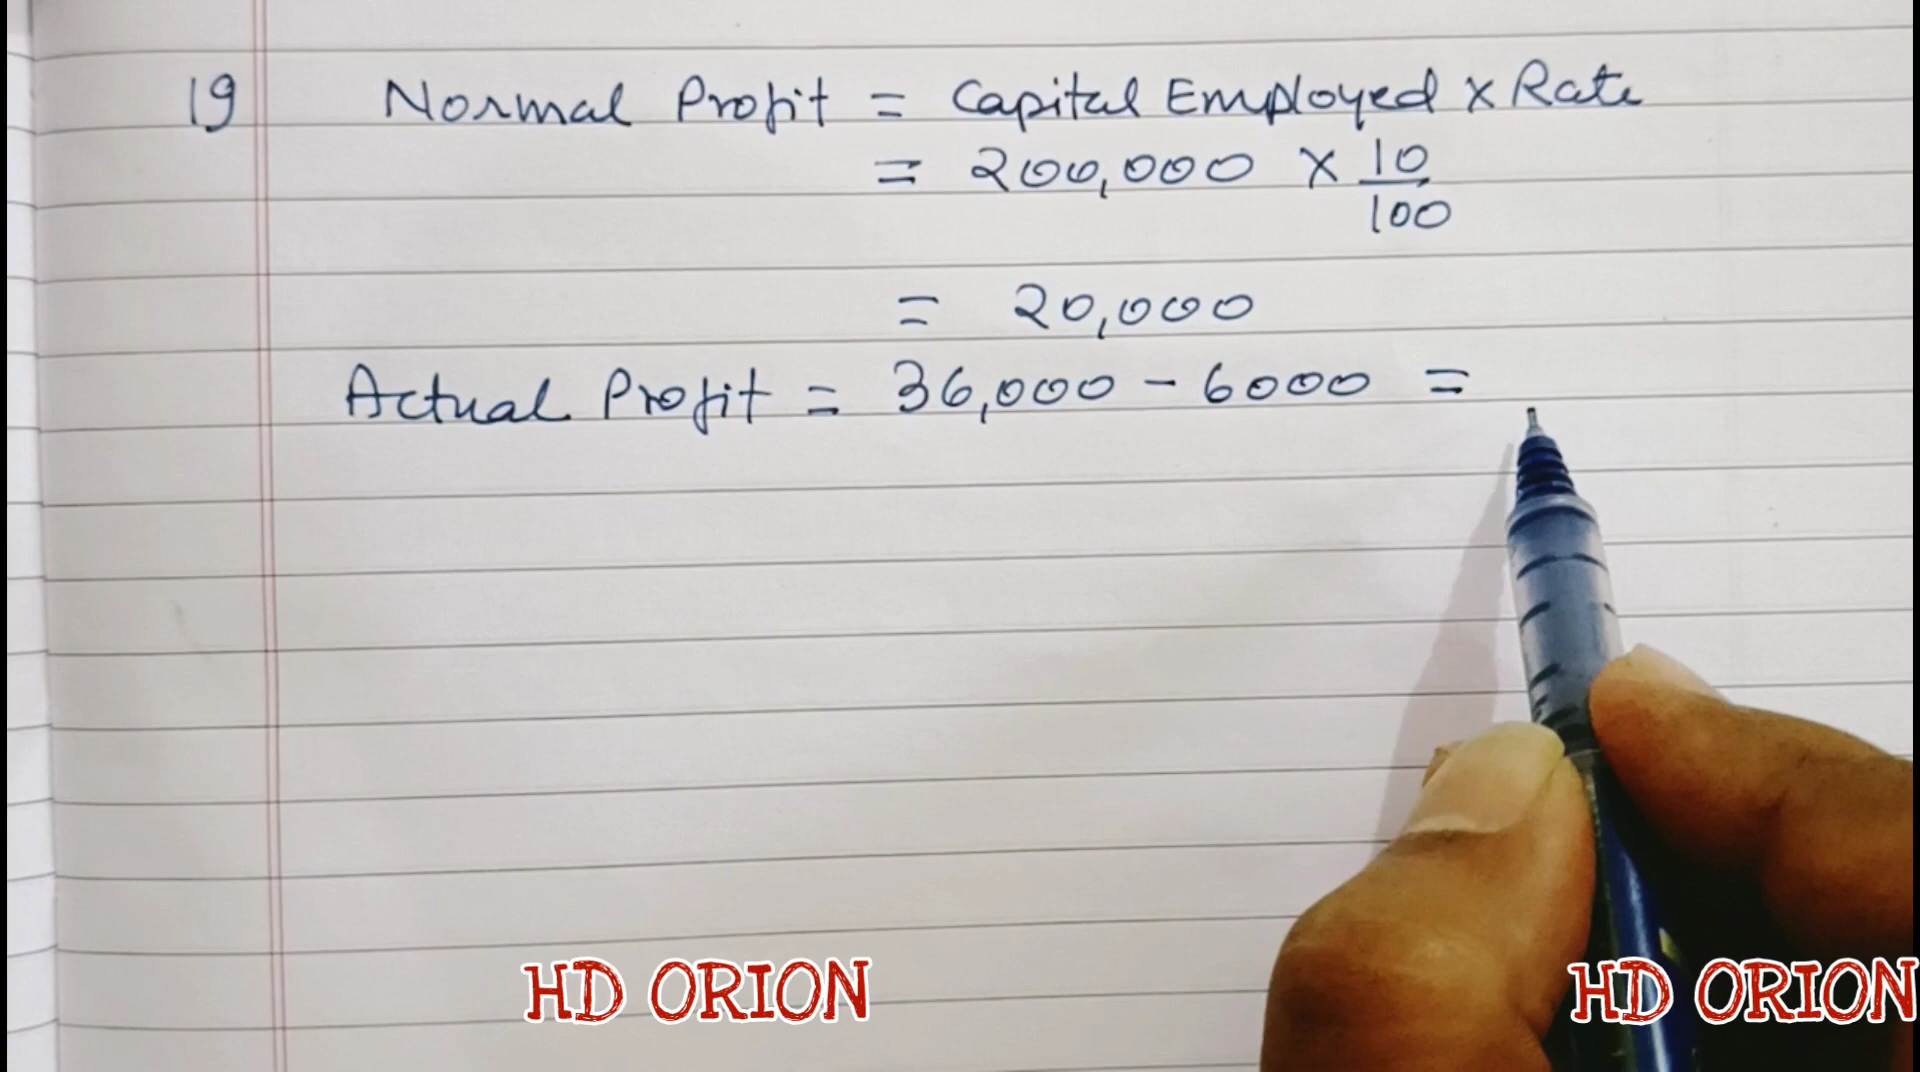 19 Normal Profit = Capital Employed x Rate
= 200,000 x 10/100
= 20,000
Actual Profit = 36,000 - 6000 =
HD ORION HD ORION